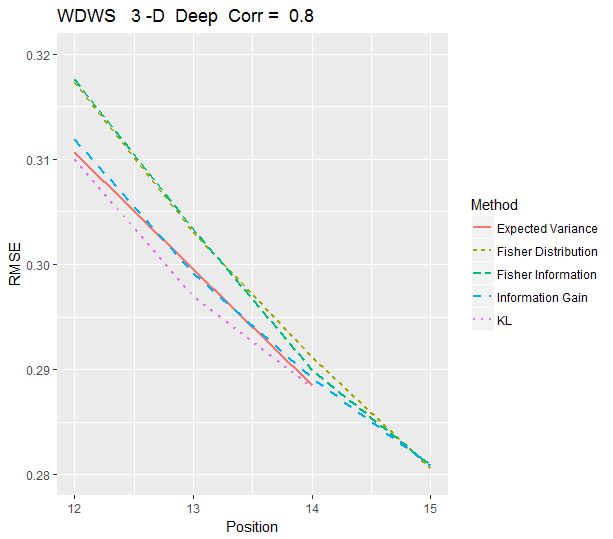 WDWS 3 -D Deep Corr = 0.8
0.32
0.31
0.30
0.29
0.28
RMSE
12 13 14 15
Position
Method
Expected Variance
Fisher Distribution
Fisher Information
Information Gain
KL